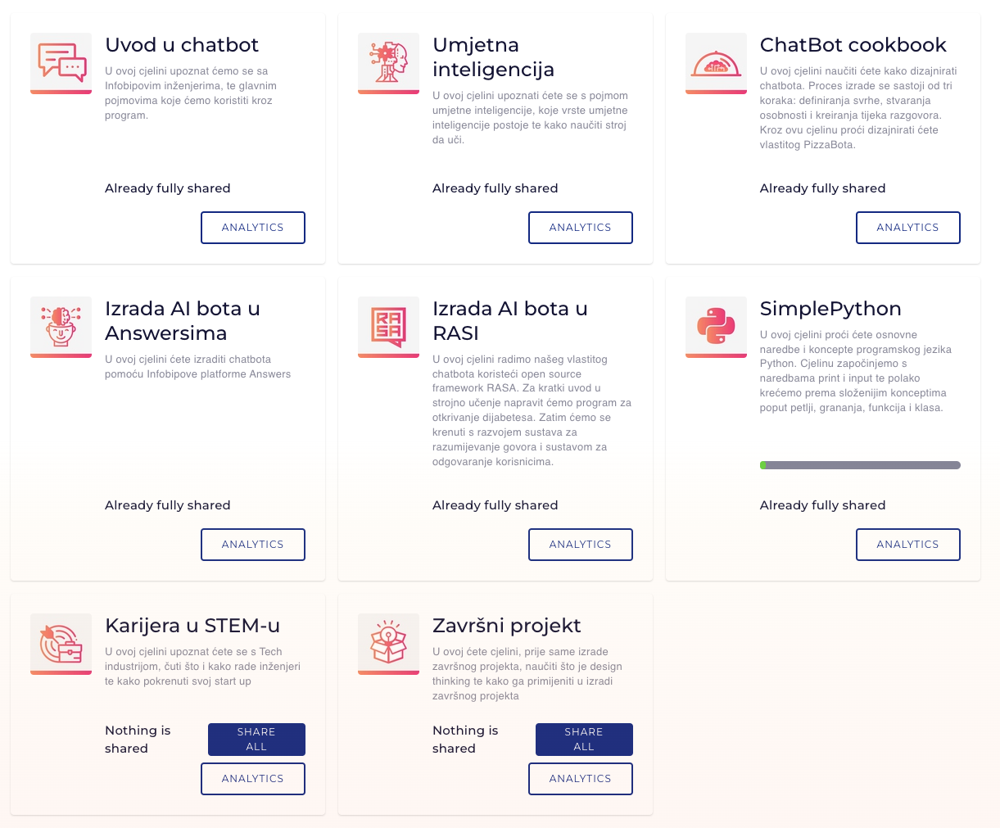 Uvod u chatbot
U ovoj cjelini upoznat ćemo se sa
Infobipovim inženjerima, te glavnim
pojmovima koje ćemo koristiti kroz
program.
Already fully shared
ANALYTICS
Umjetna
inteligencija
U ovoj cjelini upoznati ćete se s pojmom
umjetne inteligencije, koje vrste umjetne
inteligencije postoje te kako naučiti stroj
da uči.
Already fully shared
ANALYTICS
ChatBot cookbook
U ovoj cjelini naučiti ćete kako dizajnirati
chatbota. Proces izrade se sastoji od tri
koraka: definiranja svrhe, stvaranja
osobnosti i kreiranja tijeka razgovora.
Kroz ovu cjelinu proći dizajnirati ćete
vlastitog PizzaBota.
Already fully shared
ANALYTICS
Izrada AI bota u
Answersima
U ovoj cjelini ćete izraditi chatbota
pomoću Infobipove platforme Answers
Already fully shared
ANALYTICS
RA
SA
Izrada AI bota u
RASI
U ovoj cjelini radimo našeg vlastitog
chatbota koristeći open source
framework RASA. Za kratki uvod u
strojno učenje napravit ćemo program za
otkrivanje dijabetesa. Zatim ćemo se
krenuti s razvojem sustava za
razumijevanje govora i sustavom za
odgovaranje korisnicima.
Already fully shared
ANALYTICS
SimplePython
U ovoj cjelini proći ćete osnovne
naredbe i koncepte programskog jezika
Python. Cjelinu započinjemo s
naredbama print i input te polako
krećemo prema složenijim konceptima
poput petlji, grananja, funkcija i klasa.
Already fully shared
ANALYTICS
Karijera u STEM-u
U ovoj cjelini upoznat ćete se s Tech
industrijom, čuti što i kako rade inženjeri
te kako pokrenuti svoj start up
Nothing is
shared
SHARE
ALL
ANALYTICS
Završni projekt
U ovoj ćete cjelini, prije same izrade
završnog projekta, naučiti što je design
thinking te kako ga primijeniti u izradi
završnog projekta
Nothing is
shared
SHARE
ALL
ANALYTICS